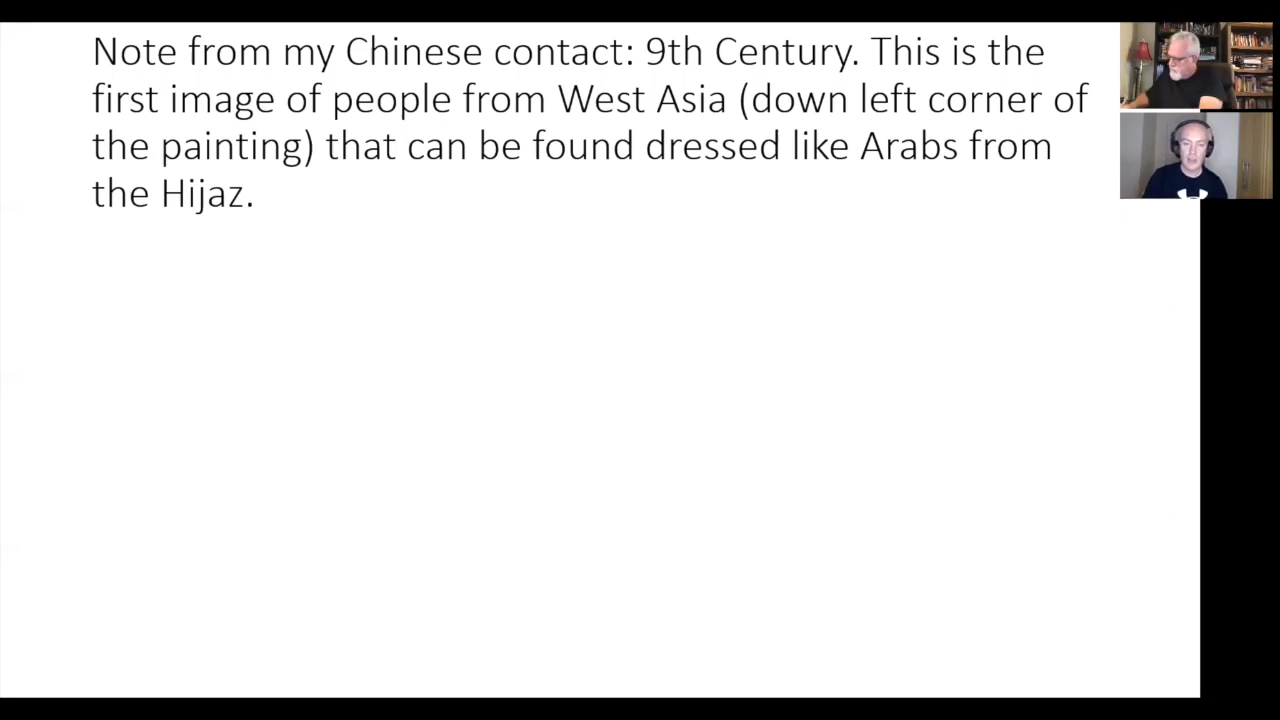 Note from my Chinese contact: 9th Century. This is the
first image of people from West Asia (down left corner of
the painting) that can be found dressed like Arabs from
the Hijaz.